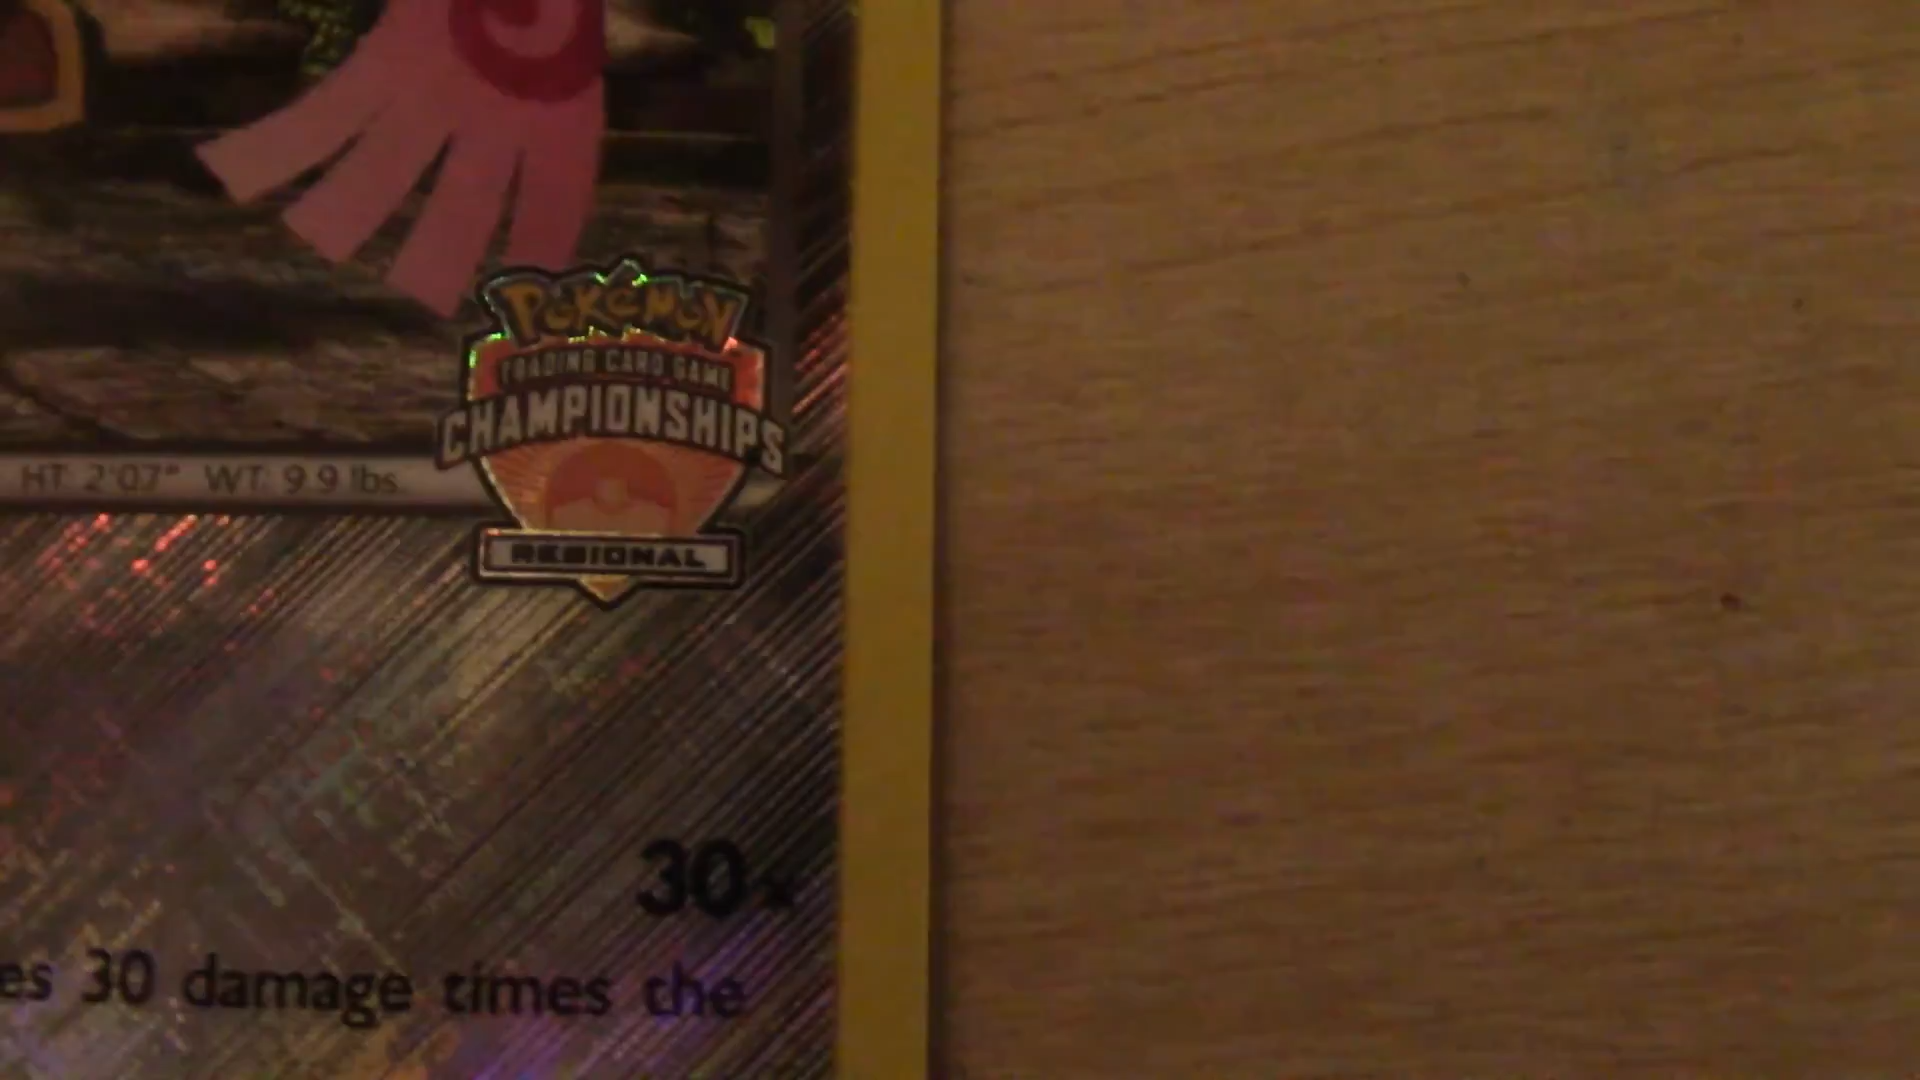 POKÉMON
TRADING CARD GAME
CHAMPIONSHIPS
HT 2'07" WT 9.9 lbs.
REGIONAL
30×
es 30 damage times the